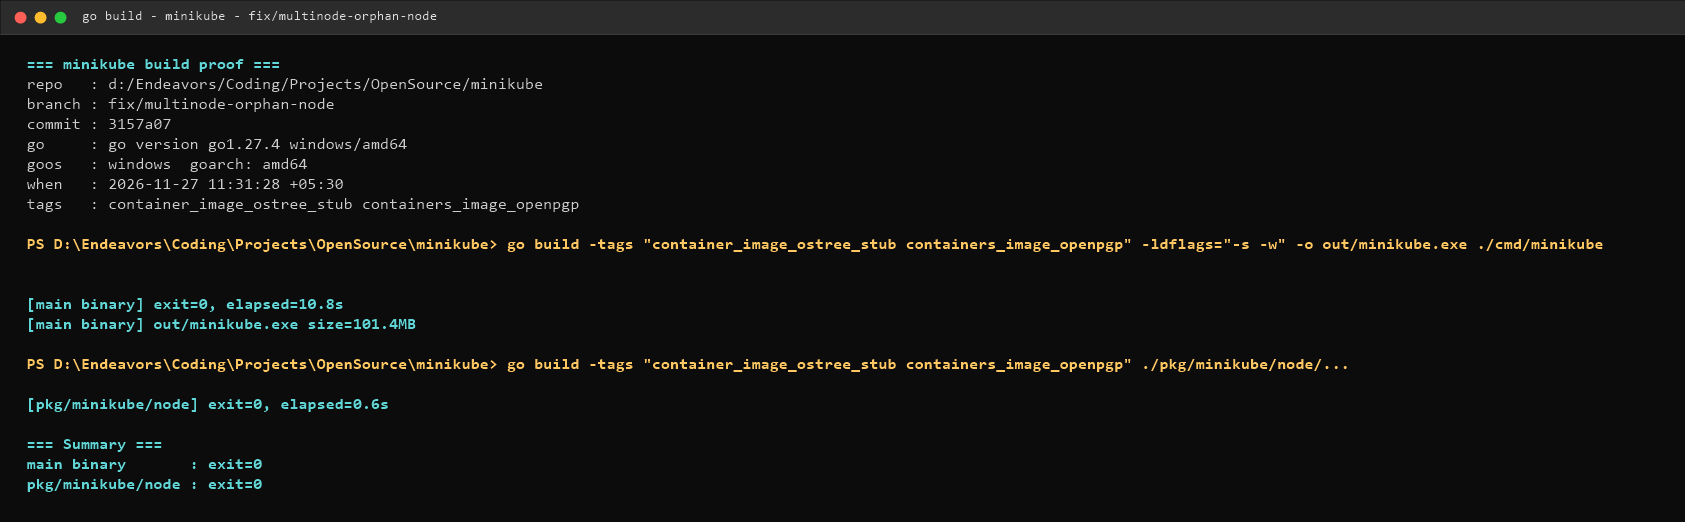 go build - minikube - fix/multinode-orphan-node
=== minikube build proof ===
repo   : d:/Endeavors/Coding/Projects/OpenSource/minikube
branch : fix/multinode-orphan-node
commit : 3157a07
go     : go version go1.27.4 windows/amd64
goos   : windows  goarch: amd64
when   : 2026-11-27 11:31:28 +05:30
tags   : container_image_ostree_stub containers_image_openpgp
PS D:\Endeavors\Coding\Projects\OpenSource\minikube> go build -tags "container_image_ostree_stub containers_image_openpgp" -ldflags="-s -w" -o out/minikube.exe ./cmd/minikube
[main binary] exit=0, elapsed=10.8s
[main binary] out/minikube.exe size=101.4MB
PS D:\Endeavors\Coding\Projects\OpenSource\minikube> go build -tags "container_image_ostree_stub containers_image_openpgp" ./pkg/minikube/node/...
[pkg/minikube/node] exit=0, elapsed=0.6s
=== Summary ===
main binary       : exit=0
pkg/minikube/node : exit=0